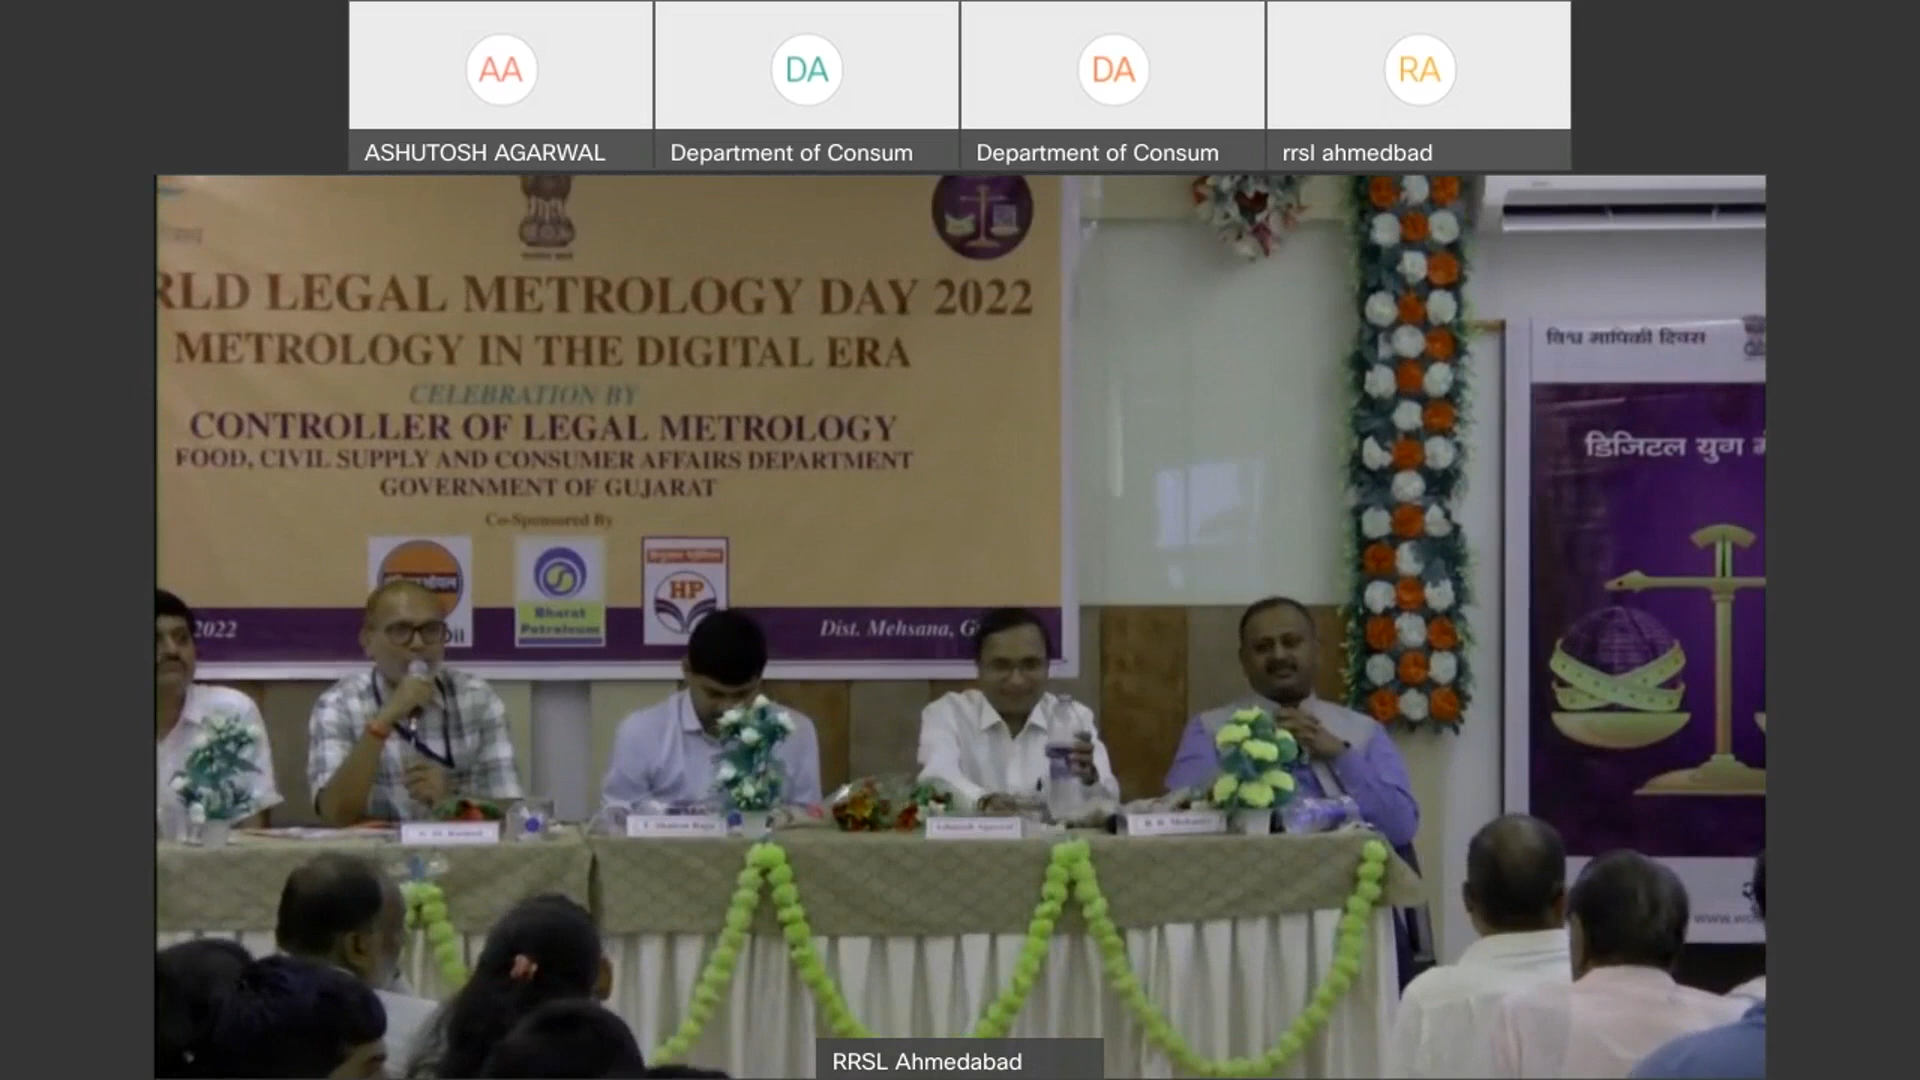 AA
DA
DA
RA
ASHUTOSH AGARWAL
Department of Consum
Department of Consum
rrsl ahmedbad
RLD LEGAL METROLOGY DAY 2022
METROLOGY IN THE DIGITAL ERA
CELEBRATION BY
CONTROLLER OF LEGAL METROLOGY
FOOD, CIVIL SUPPLY AND CONSUMER AFFAIRS DEPARTMENT
GOVERNMENT OF GUJARAT
Co-Sponsored By
Bharat
Petroleum
HP
2022
Dist. Mehsana, G
विश्व मापिकी दिवस
डिजिटल युग
www.wo
RRSL Ahmedabad